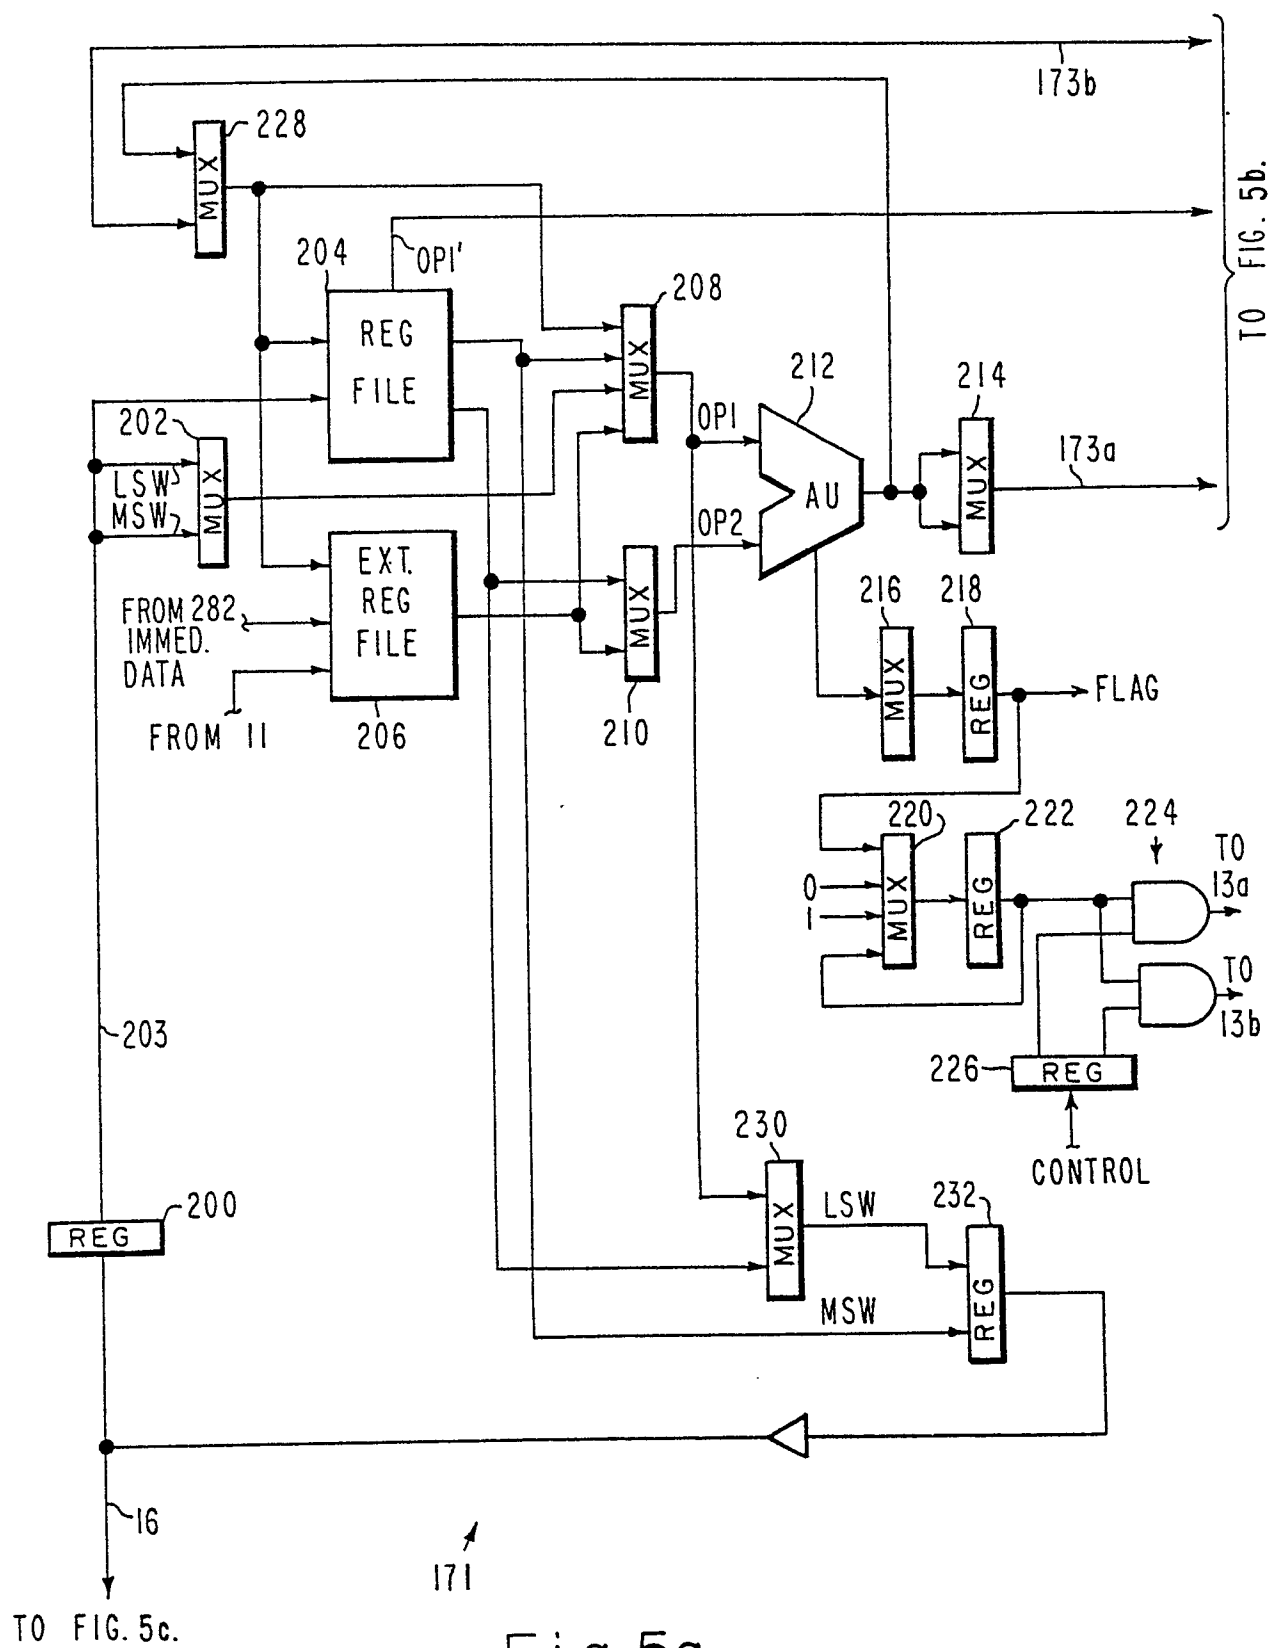 173b
228
MUX
TO FIG. 5b.
204
OP1'
REG
FILE
208
MUX
212
214
202
LSW
MSW
MUX
OP1
AU
MUX
173a
OP2
EXT.
REG
FILE
FROM 282
IMMED.
DATA
FROM 11
206
MUX
210
216
218
MUX
REG
FLAG
220
222
224
TO
13a
0
1
MUX
REG
TO
13b
203
226
REG
CONTROL
230
MUX
LSW
232
200
REG
MSW
REG
16
171
TO FIG. 5c.
Fig. 5a